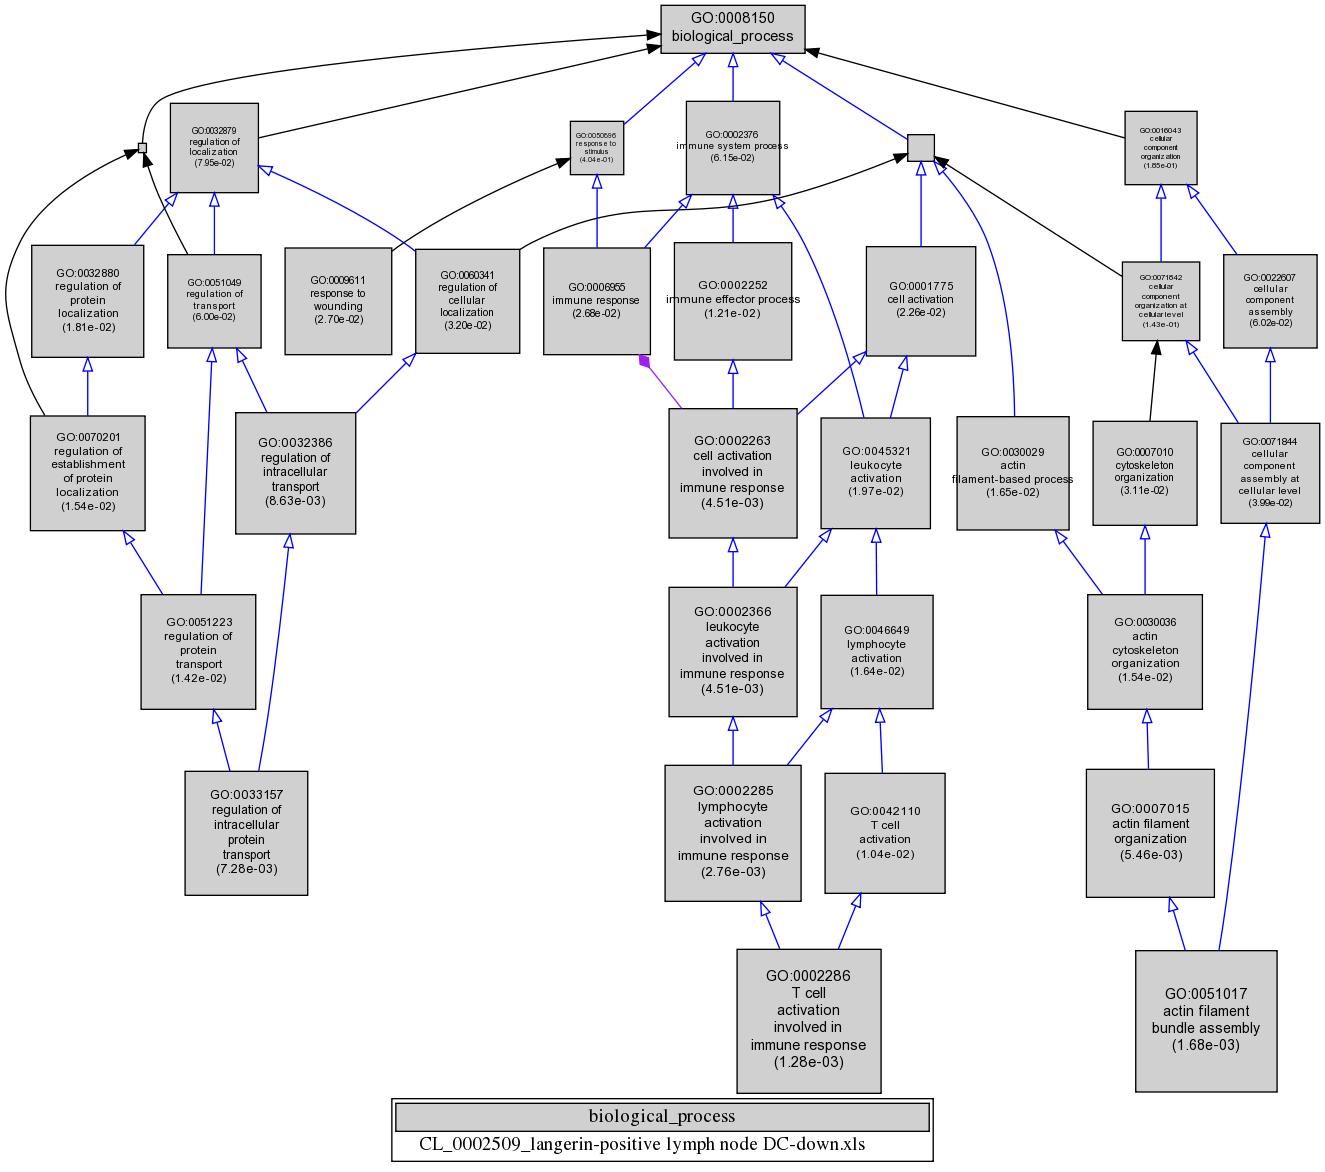 GO:0008150
biological_process
GO:0032879
regulation of
localization
(7.95e-02)
GO:0050896
response to
stimulus
(4.04e-01)
GO:0002376
immune system process
(6.15e-02)
GO:0016043
cellular
component
organization
(1.85e-01)
GO:0032880
regulation of
protein
localization
(1.81e-02)
GO:0051049
regulation of
transport
(6.00e-02)
GO:0009611
response to
wounding
(2.70e-02)
GO:0060341
regulation of
cellular
localization
(3.20e-02)
GO:0006955
immune response
(2.68e-02)
GO:0002252
immune effector process
(1.21e-02)
GO:0001775
cell activation
(2.26e-02)
GO:0071842
cellular
component
organization at
cellular level
(1.43e-01)
GO:0022607
cellular
component
assembly
(6.02e-02)
GO:0070201
regulation of
establishment
of protein
localization
(1.54e-02)
GO:0032386
regulation of
intracellular
transport
(8.63e-03)
GO:0002263
cell activation
involved in
immune response
(4.51e-03)
GO:0045321
leukocyte
activation
(1.97e-02)
GO:0030029
actin
filament-based process
(1.65e-02)
GO:0007010
cytoskeleton
organization
(3.11e-02)
GO:0071844
cellular
component
assembly at
cellular level
(3.99e-02)
GO:0051223
regulation of
protein
transport
(1.42e-02)
GO:0002366
leukocyte
activation
involved in
immune response
(4.51e-03)
GO:0046649
lymphocyte
activation
(1.64e-02)
GO:0030036
actin
cytoskeleton
organization
(1.54e-02)
GO:0033157
regulation of
intracellular
protein
transport
(7.28e-03)
GO:0002285
lymphocyte
activation
involved in
immune response
(2.76e-03)
GO:0042110
T cell
activation
(1.04e-02)
GO:0007015
actin filament
organization
(5.46e-03)
GO:0002286
T cell
activation
involved in
immune response
(1.28e-03)
GO:0051017
actin filament
bundle assembly
(1.68e-03)
biological_process
CL_0002509_langerin-positive lymph node DC-down.xls